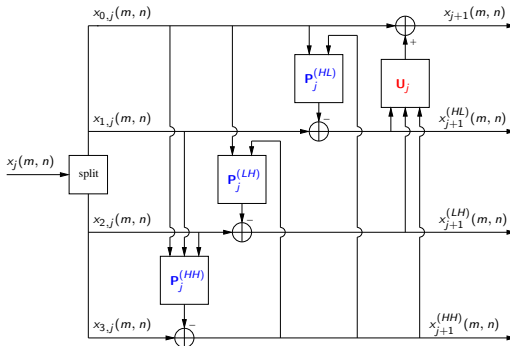 x_{0,j}(m, n) x_{j+1}(m, n)
+
P_j^{(HL)} U_j
−
x_{1,j}(m, n) x_{j+1}^{(HL)}(m, n)
x_j(m, n) split P_j^{(LH)}
−
x_{2,j}(m, n) x_{j+1}^{(LH)}(m, n)
P_j^{(HH)}
−
x_{3,j}(m, n) x_{j+1}^{(HH)}(m, n)